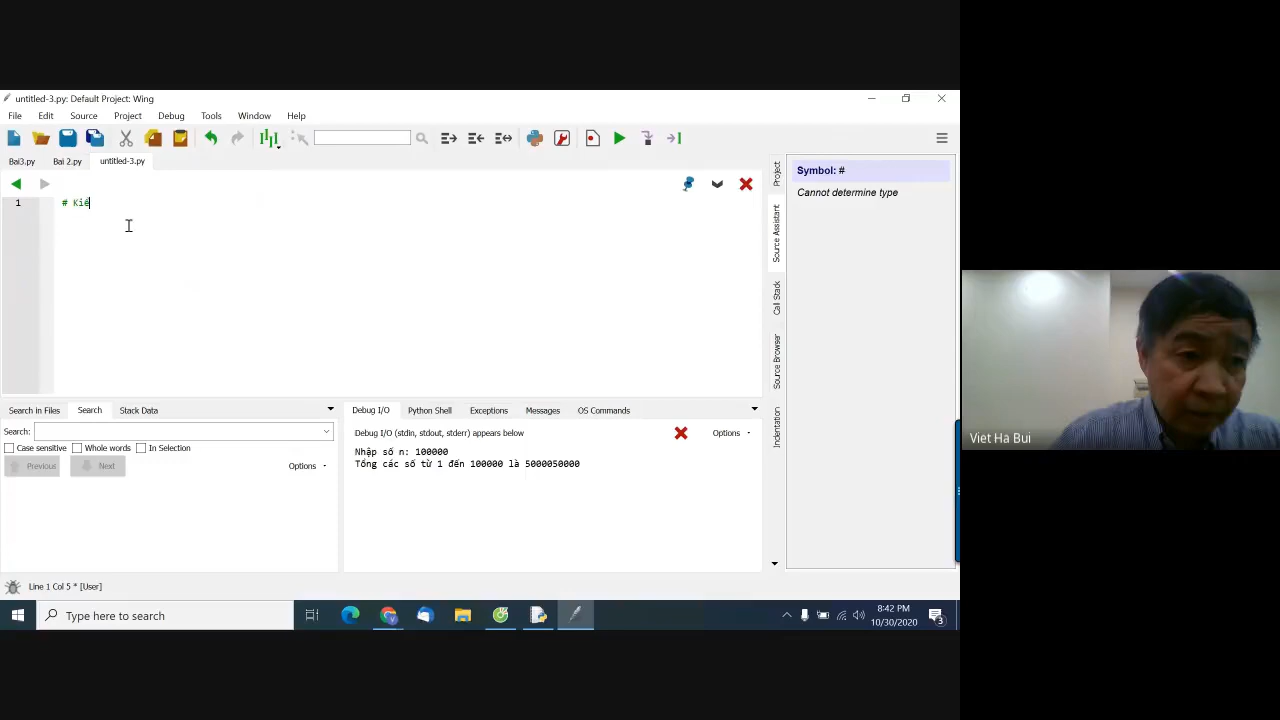 untitled-3.py: Default Project: Wing
File Edit Source Project Debug Tools Window Help
Bai3.py Bai 2.py untitled-3.py
1 # Kiể
Symbol: #
Cannot determine type
Project
Source Assistant
Call Stack
Source Browser
Indentation
Search in Files Search Stack Data
Search:
Case sensitive Whole words In Selection
Previous Next Options
Debug I/O Python Shell Exceptions Messages OS Commands
Debug I/O (stdin, stdout, stderr) appears below Options
Nhập số n: 100000
Tổng các số từ 1 đến 100000 là 5000050000
Line 1 Col 5 * [User]
Type here to search
8:42 PM
10/30/2020
3
Viet Ha Bui